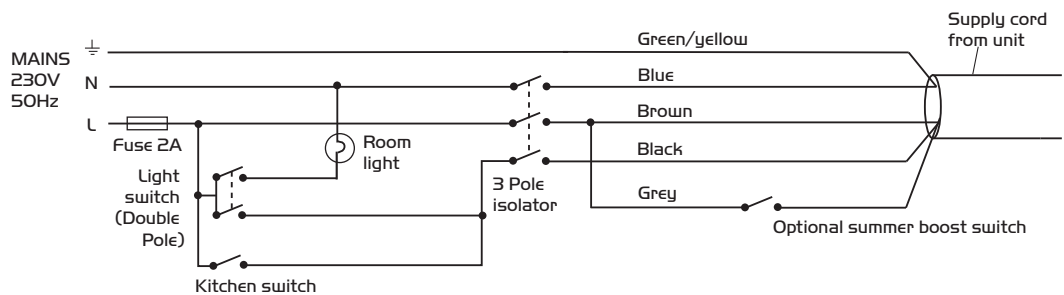 Supply cord
from unit
Green/yellow
MAINS
230V
50Hz
N
Blue
L
Brown
Fuse 2A
Room
light
Black
Light
switch
(Double
Pole)
3 Pole
isolator
Grey
Optional summer boost switch
Kitchen switch